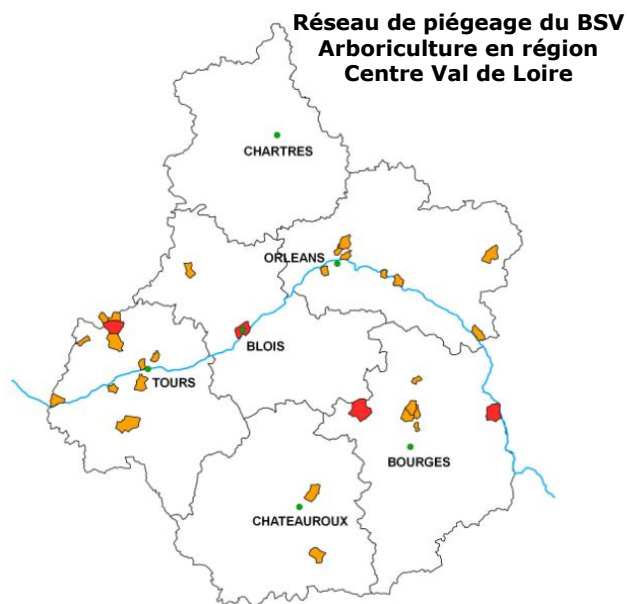 Réseau de piégeage du BSV
Arboriculture en région
Centre Val de Loire
CHARTRES
ORLEANS
BLOIS
TOURS
BOURGES
CHATEAUROUX